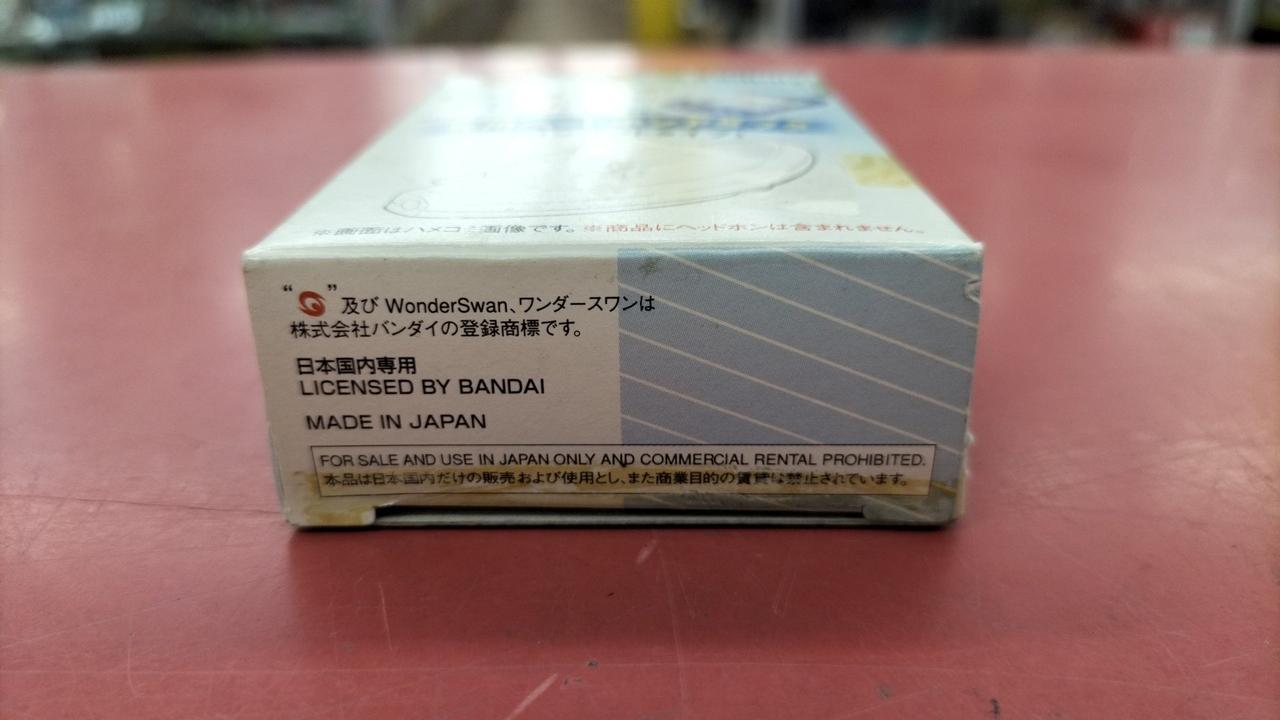 ※画面はハメコミ画像です。※商品にヘッドホンは含まれません。
“ ”及び WonderSwan、ワンダースワンは
株式会社バンダイの登録商標です。
日本国内専用
LICENSED BY BANDAI
MADE IN JAPAN
FOR SALE AND USE IN JAPAN ONLY AND COMMERCIAL RENTAL PROHIBITED.
本品は日本国内だけの販売および使用とし、また商業目的の賃貸は禁止されています。